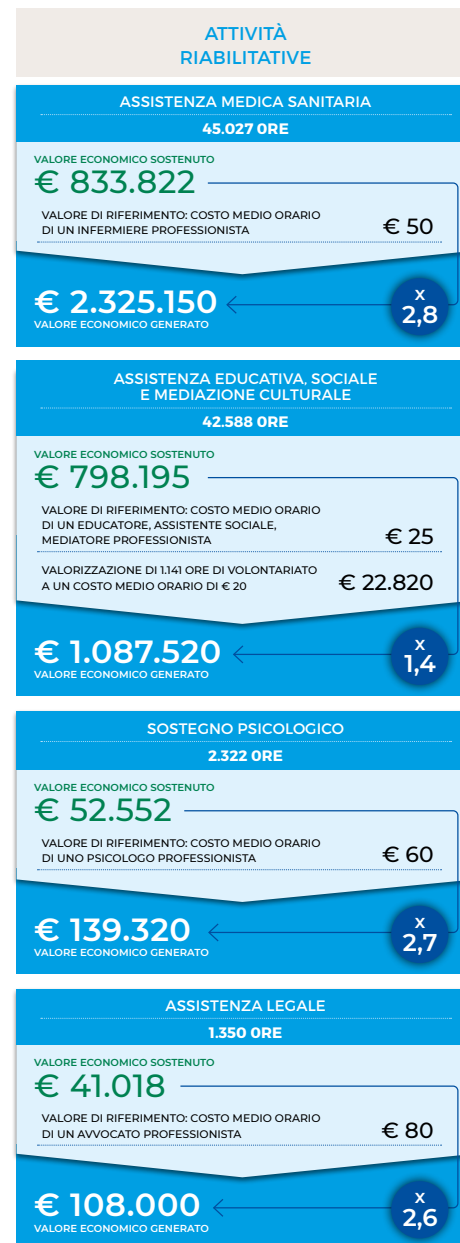 ATTIVITÀ
RIABILITATIVE
ASSISTENZA MEDICA SANITARIA
45.027 0RE
VALORE ECONOMICO SOSTENUTO
€ 833.822
VALORE DI RIFERIMENTO: COSTO MEDIO ORARIO
DI UN INFERMIERE PROFESSIONISTA
€ 50
€ 2.325.150
VALORE ECONOMICO GENERATO
X
2,8
ASSISTENZA EDUCATIVA, SOCIALE
E MEDIAZIONE CULTURALE
42.588 0RE
VALORE ECONOMICO SOSTENUTO
€ 798.195
VALORE DI RIFERIMENTO: COSTO MEDIO ORARIO
DI UN EDUCATORE, ASSISTENTE SOCIALE,
MEDIATORE PROFESSIONISTA
€ 25
VALORIZZAZIONE DI 1.141 ORE DI VOLONTARIATO
A UN COSTO MEDIO ORARIO DI € 20
€ 22.820
€ 1.087.520
VALORE ECONOMICO GENERATO
X
1,4
SOSTEGNO PSICOLOGICO
2.322 0RE
VALORE ECONOMICO SOSTENUTO
€ 52.552
VALORE DI RIFERIMENTO: COSTO MEDIO ORARIO
DI UNO PSICOLOGO PROFESSIONISTA
€ 60
€ 139.320
VALORE ECONOMICO GENERATO
X
2,7
ASSISTENZA LEGALE
1.350 0RE
VALORE ECONOMICO SOSTENUTO
€ 41.018
VALORE DI RIFERIMENTO: COSTO MEDIO ORARIO
DI UN AVVOCATO PROFESSIONISTA
€ 80
€ 108.000
VALORE ECONOMICO GENERATO
X
2,6